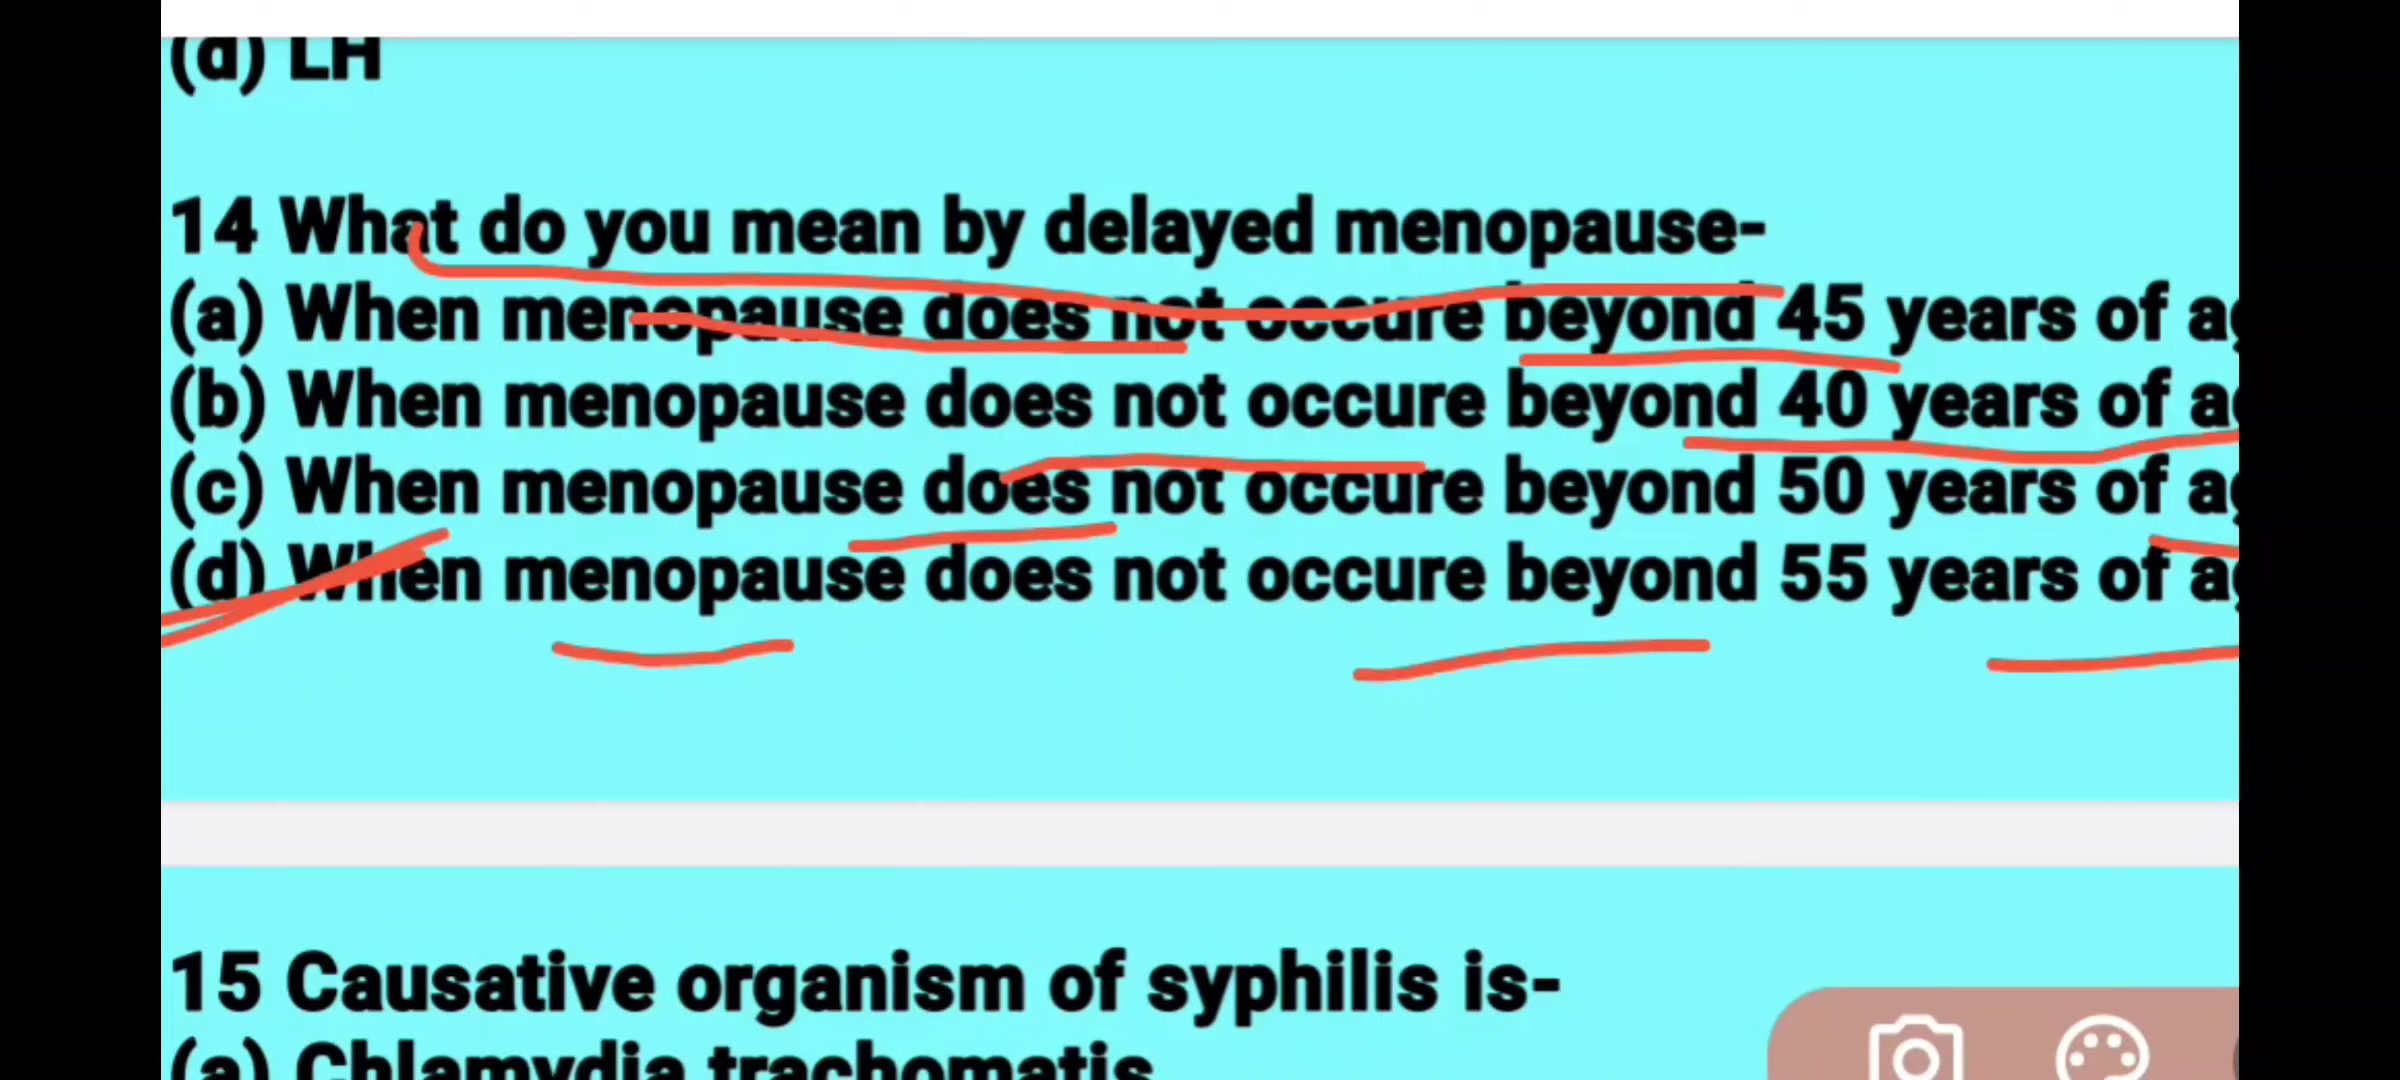 (d) LH
14 What do you mean by delayed menopause-
(a) When menopause does not occure beyond 45 years of
(b) When menopause does not occure beyond 40 years of
(c) When menopause does not occure beyond 50 years of
(d) When menopause does not occure beyond 55 years of
15 Causative organism of syphilis is-
(a) Chlamydia trachomatis